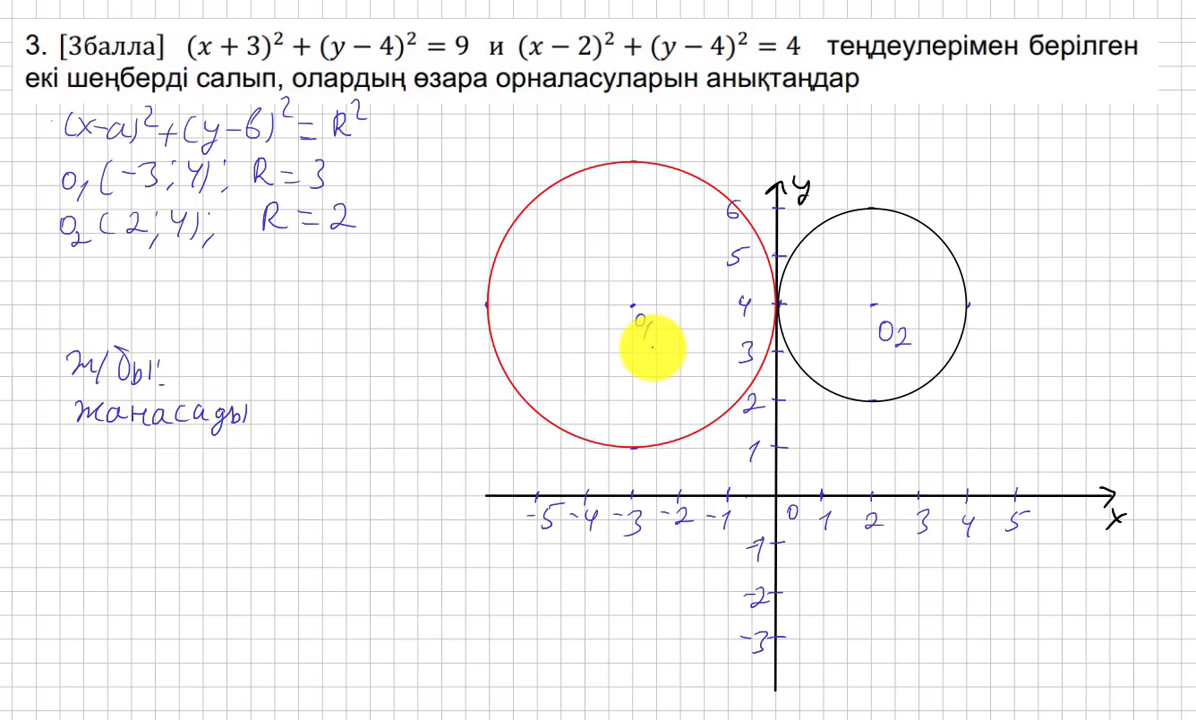 3. [3балла] (x + 3)² + (y − 4)² = 9 и (x − 2)² + (y − 4)² = 4 теңдеулерімен берілген
екі шеңберді салып, олардың өзара орналасуларын анықтаңдар
(x-a)²+(y-b)²=R²
O₁(-3;4); R=3
O₂(2;4); R=2
ж/бы:
жанасады
y
6
5
4
3
2
1
O₁
O₂
-5 -4 -3 -2 -1 0 1 2 3 4 5 x
-1
-2
-3